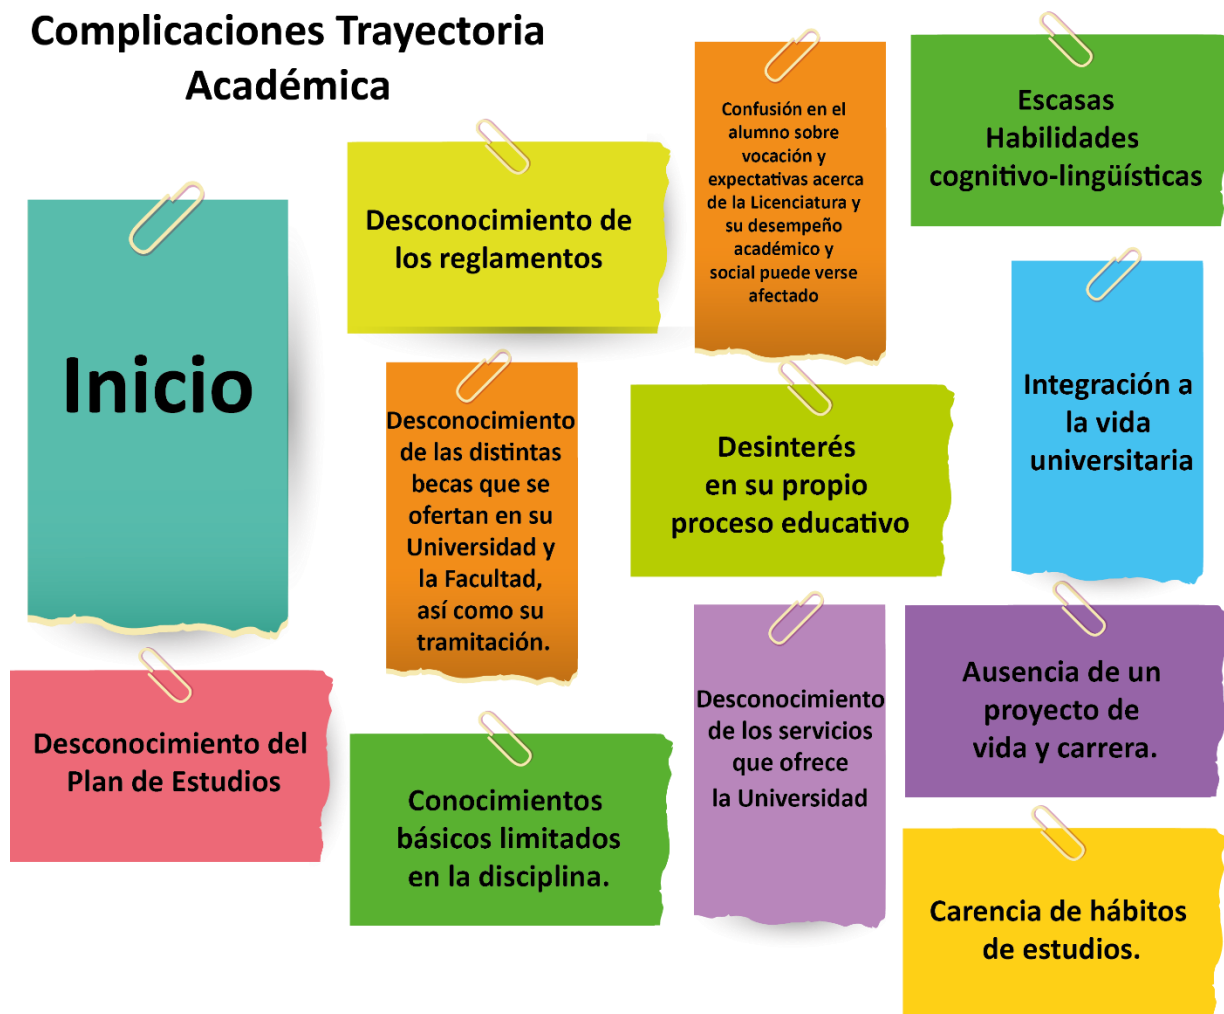 Complicaciones Trayectoria
Académica
Inicio
Desconocimiento de
los reglamentos
Confusión en el
alumno sobre
vocación y
expectativas acerca
de la Licenciatura y
su desempeño
académico y
social puede verse
afectado
Escasas
Habilidades
cognitivo-lingüísticas
Desconocimiento
de las distintas
becas que se
ofertan en su
Universidad y
la Facultad,
así como su
tramitación.
Desinterés
en su propio
proceso educativo
Integración a
la vida
universitaria
Desconocimiento del
Plan de Estudios
Conocimientos
básicos limitados
en la disciplina.
Desconocimiento
de los servicios
que ofrece
la Universidad
Ausencia de un
proyecto de
vida y carrera.
Carencia de hábitos
de estudios.